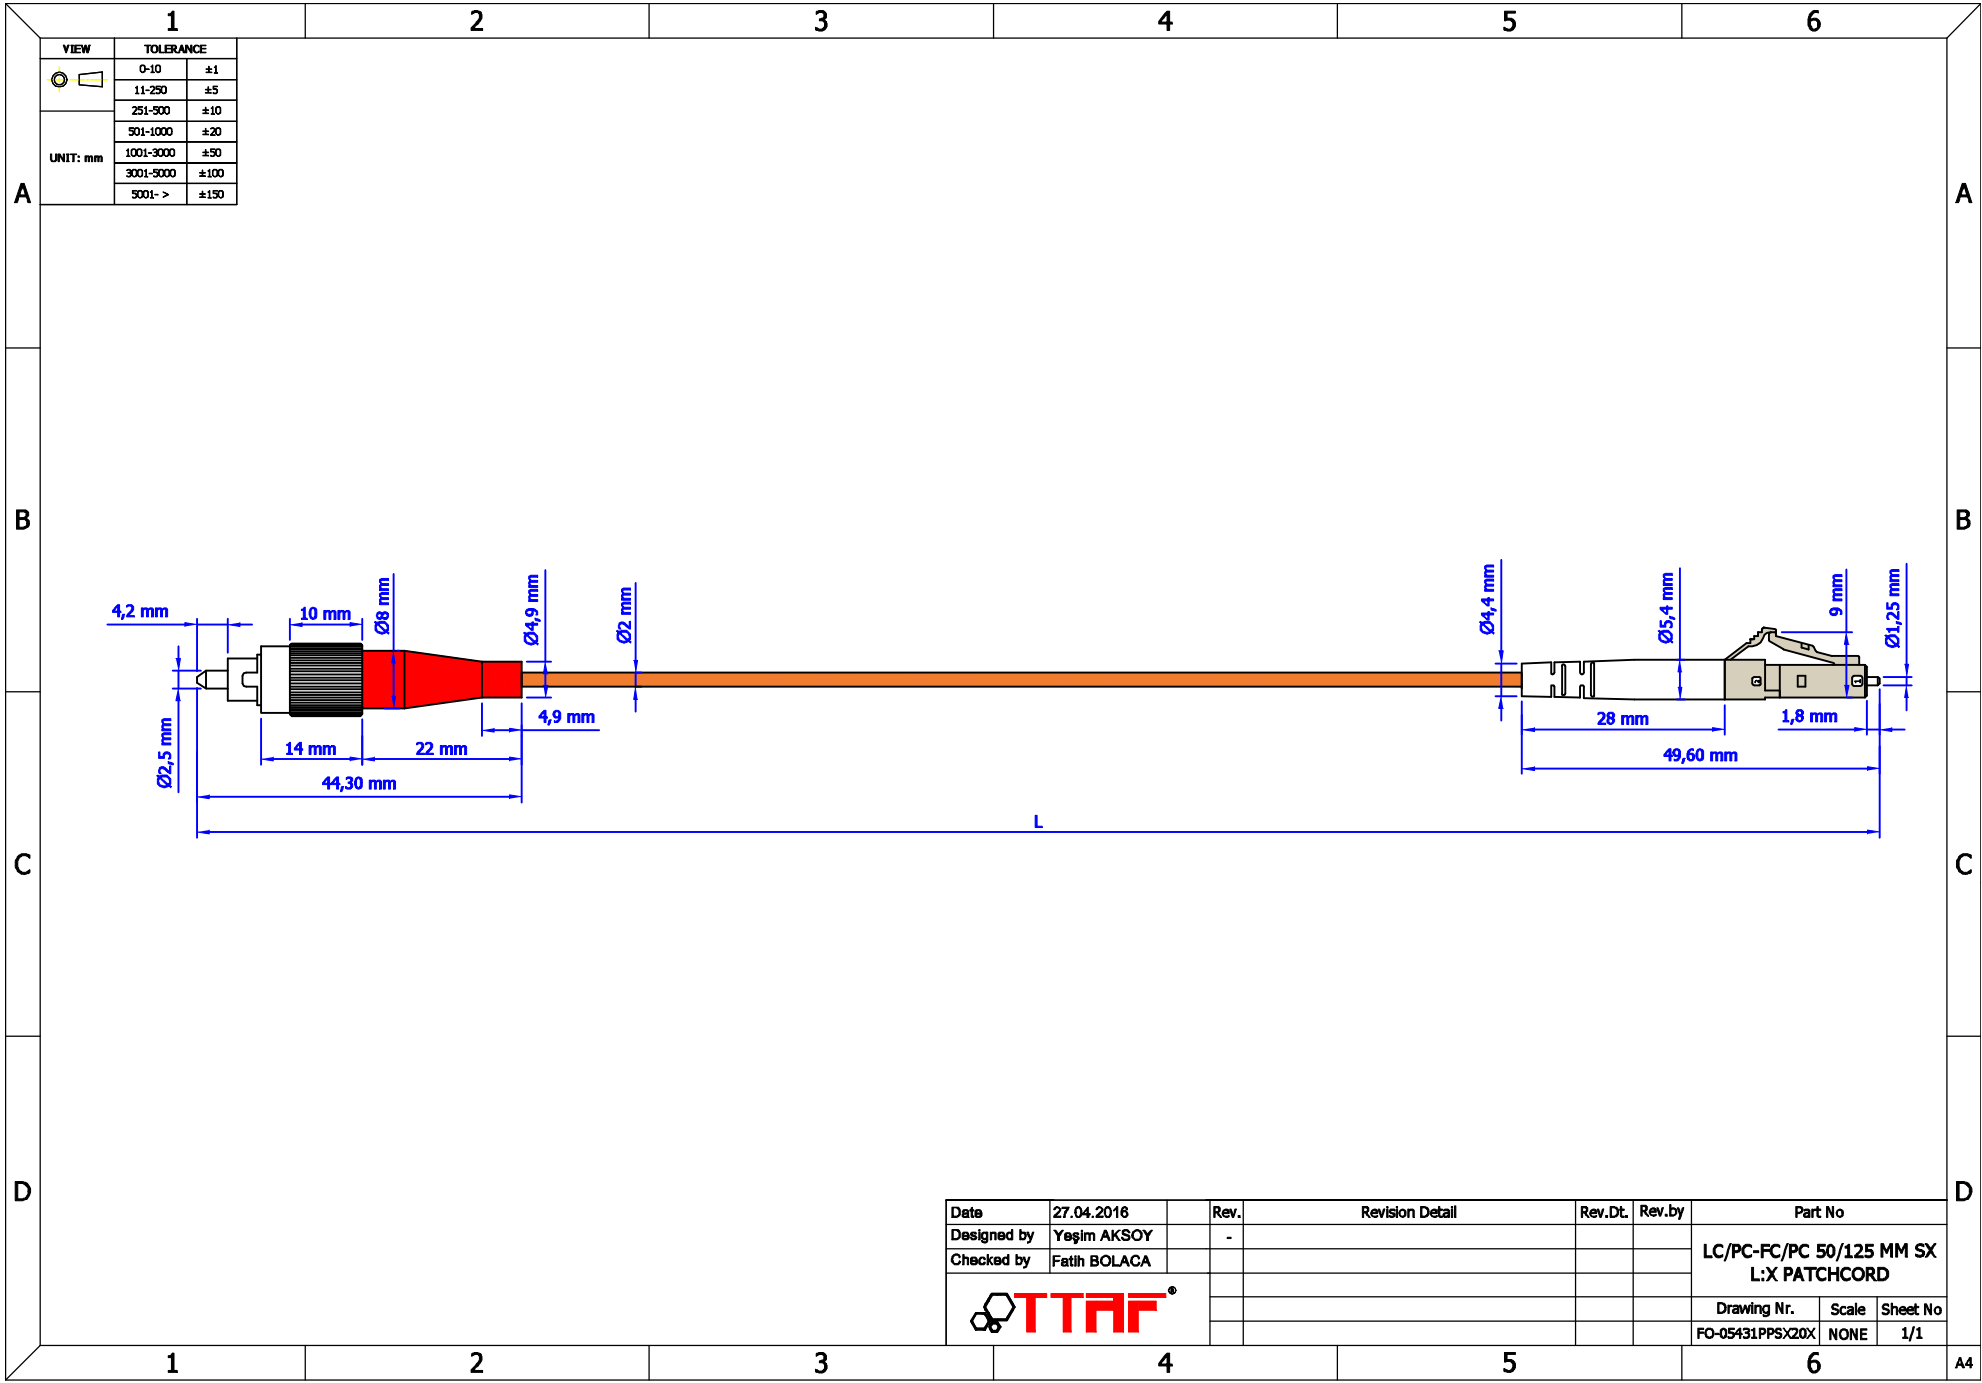 1 2 3 4 5 6
VIEW TOLERANCE
0-10 ±1
11-250 ±5
251-500 ±10
501-1000 ±20
UNIT: mm 1001-3000 ±50
3001-5000 ±100
5001- > ±150
A A
B B
4,2 mm 10 mm Ø8 mm Ø4,9 mm Ø2 mm Ø4,4 mm Ø5,4 mm 9 mm Ø1,25 mm
Ø2,5 mm 14 mm 22 mm 4,9 mm 28 mm 1,8 mm
44,30 mm 49,60 mm
L
C C
D D
Date 27.04.2016 Rev. Revision Detail Rev.Dt. Rev.by Part No
Designed by Yeşim AKSOY -
Checked by Fatih BOLACA
LC/PC-FC/PC 50/125 MM SX
L:X PATCHCORD
TTAF®
Drawing Nr. Scale Sheet No
FO-05431PPSX20X NONE 1/1
1 2 3 4 5 6 A4